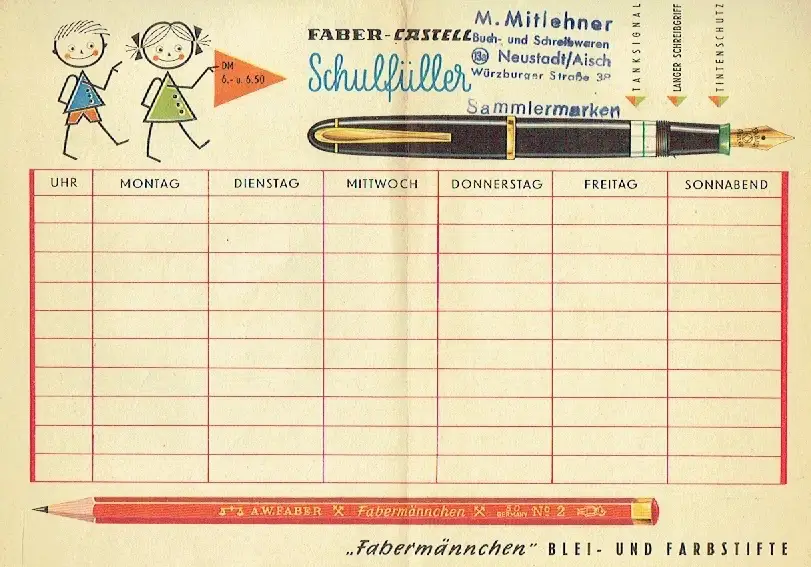 FABER-CASTELL
Schulfüller
DM
6.- u. 6.50
M. Mitlehner
Buch- und Schreibwaren
(13a) Neustadt/Aisch
Würzburger Straße 38
Sammlermarken
TANKSIGNAL
LANGER SCHREIBGRIFF
TINTENSCHUTZ
UHR MONTAG DIENSTAG MITTWOCH DONNERSTAG FREITAG SONNABEND
A.W. FABER Fabermännchen GERMANY No 2
„Fabermännchen" BLEI- UND FARBSTIFTE